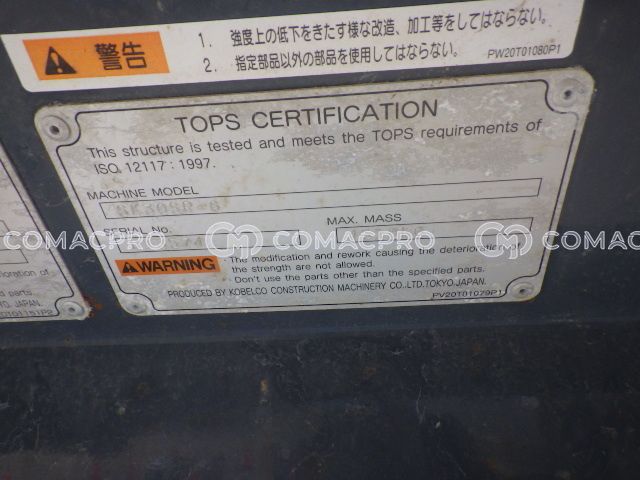 警告
1. 強度上の低下をきたす様な改造、加工等をしてはならない。
2. 指定部品以外の部品を使用してはならない。
PW20T01080P1
TOPS CERTIFICATION
This structure is tested and meets the TOPS requirements of
ISO 12117 : 1997.
MACHINE MODEL
SK30SR-6
SERIAL No.
MAX. MASS
WARNING
· The modification and rework causing the deterioration of
the strength are not allowed.
· Don't use the parts other than the specified parts.
PRODUCED BY KOBELCO CONSTRUCTION MACHINERY CO.,LTD.TOKYO.JAPAN.
PV20T01079P1
COMACPRO COMACPRO COMACPRO COMACPRO